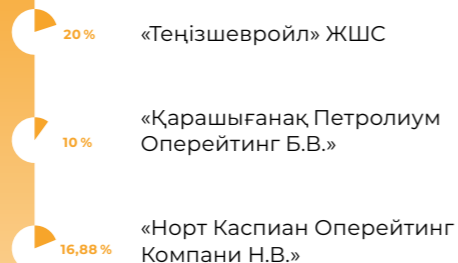 20 %
«Теңізшевройл» ЖШС
«Қарашығанақ Петролиум
10 %
Оперейтинг Б.В.»
«Норт Каспиан Оперейтинг
16,88 %
Компани Н.В.»